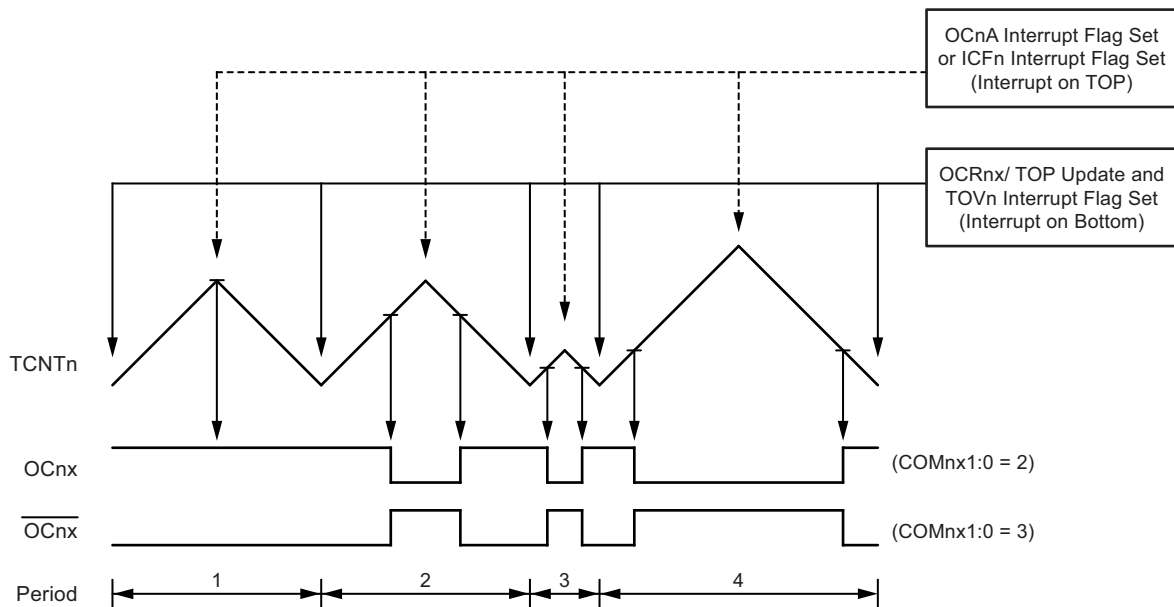 OCnA Interrupt Flag Set
or ICFn Interrupt Flag Set
(Interrupt on TOP)
OCRnx/ TOP Update and
TOVn Interrupt Flag Set
(Interrupt on Bottom)
TCNTn
OCnx
(COMnx1:0 = 2)
OCnx
(COMnx1:0 = 3)
Period
1
2
3
4